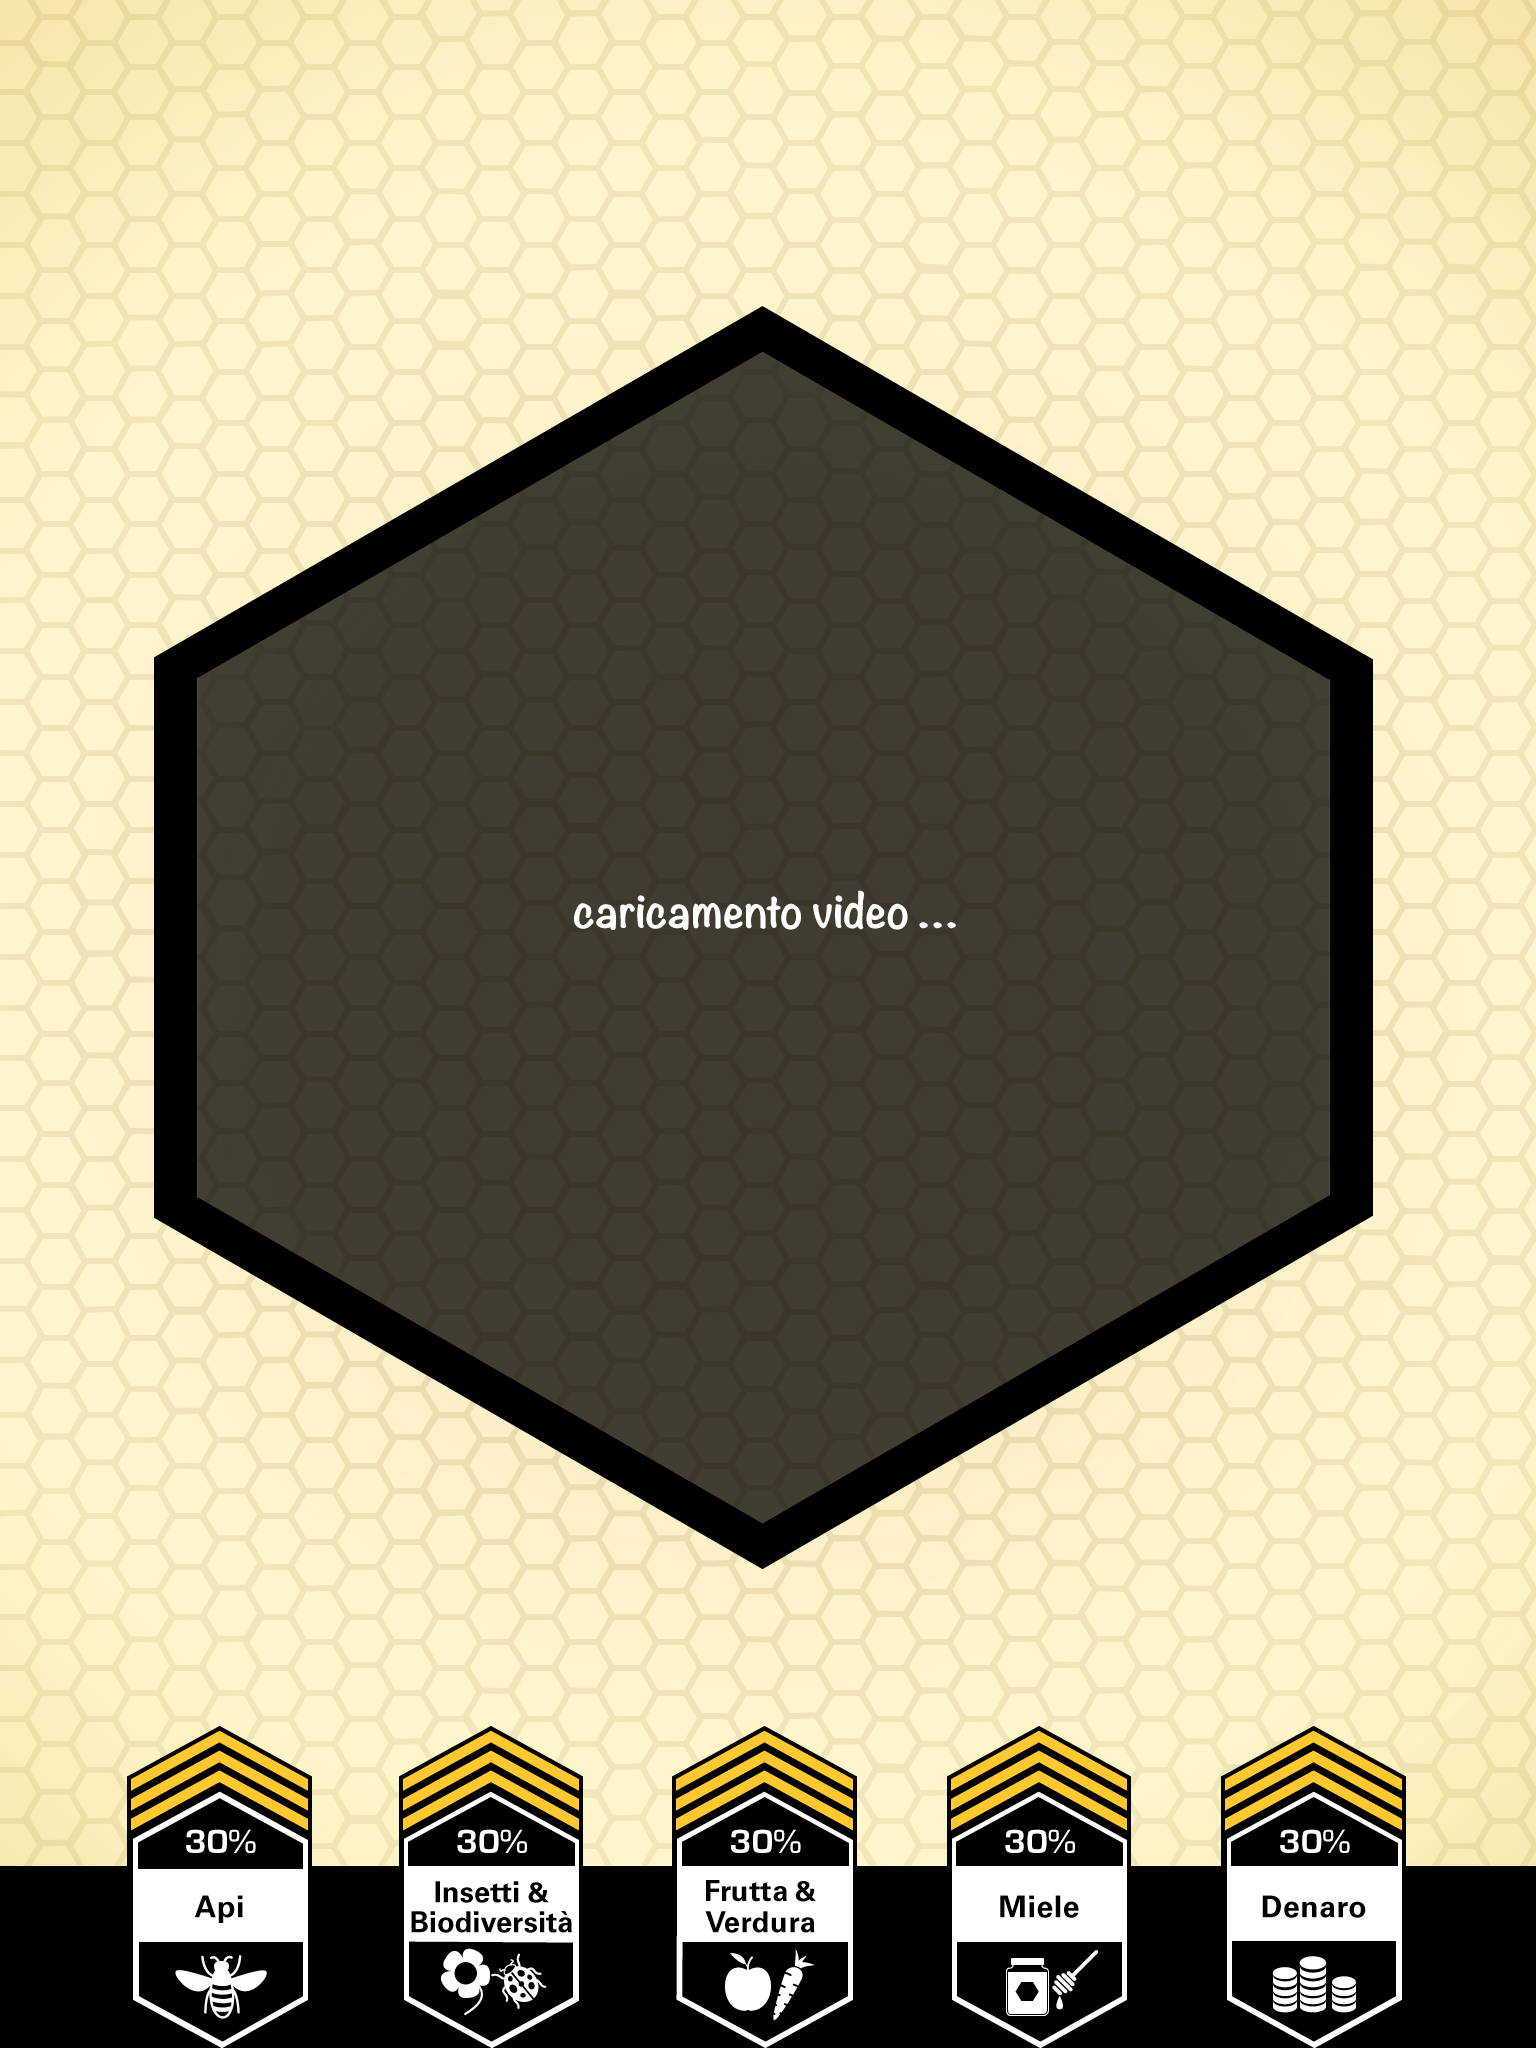 caricamento video ...
30% 30% 30% 30% 30%
Api
Insetti &
Biodiversità
Frutta &
Verdura
Miele
Denaro